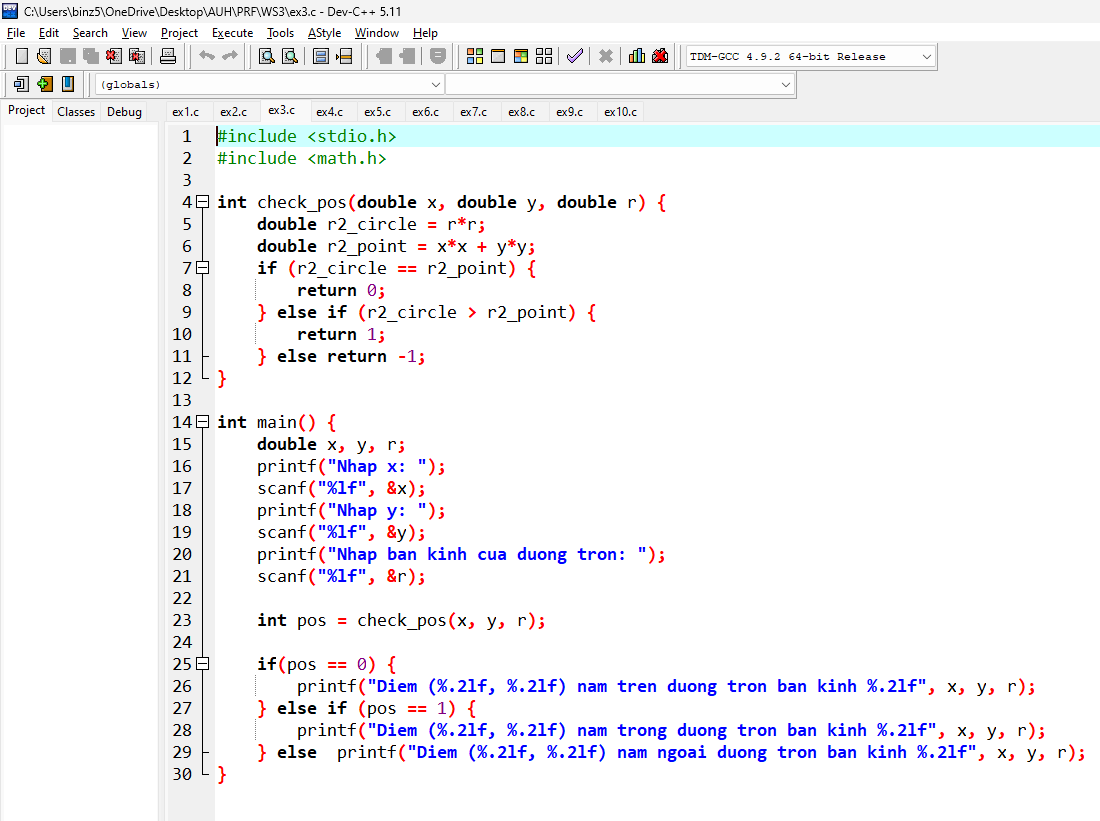 C:\Users\binz5\OneDrive\Desktop\AUH\PRF\WS3\ex3.c - Dev-C++ 5.11
File Edit Search View Project Execute Tools AStyle Window Help
TDM-GCC 4.9.2 64-bit Release
(globals)
Project Classes Debug ex1.c ex2.c ex3.c ex4.c ex5.c ex6.c ex7.c ex8.c ex9.c ex10.c
1 #include <stdio.h>
2 #include <math.h>
3
4 int check_pos(double x, double y, double r) {
5     double r2_circle = r*r;
6     double r2_point = x*x + y*y;
7     if (r2_circle == r2_point) {
8         return 0;
9     } else if (r2_circle > r2_point) {
10         return 1;
11     } else return -1;
12 }
13
14 int main() {
15     double x, y, r;
16     printf("Nhap x: ");
17     scanf("%lf", &x);
18     printf("Nhap y: ");
19     scanf("%lf", &y);
20     printf("Nhap ban kinh cua duong tron: ");
21     scanf("%lf", &r);
22
23     int pos = check_pos(x, y, r);
24
25     if(pos == 0) {
26         printf("Diem (%.2lf, %.2lf) nam tren duong tron ban kinh %.2lf", x, y, r);
27     } else if (pos == 1) {
28         printf("Diem (%.2lf, %.2lf) nam trong duong tron ban kinh %.2lf", x, y, r);
29     } else  printf("Diem (%.2lf, %.2lf) nam ngoai duong tron ban kinh %.2lf", x, y, r);
30 }